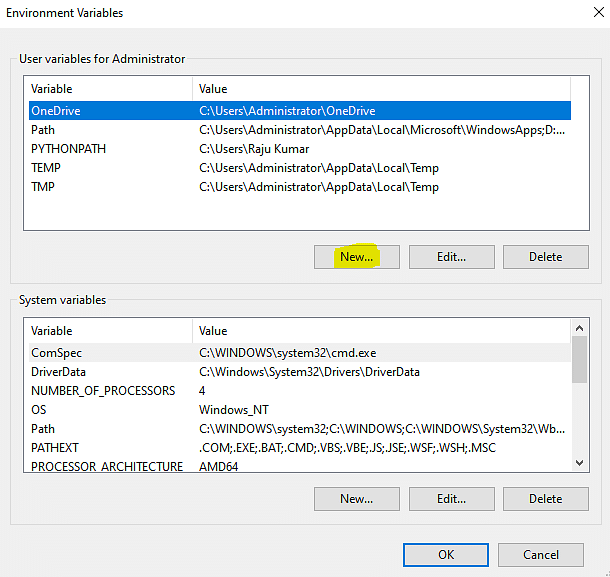 Environment Variables
User variables for Administrator
Variable Value
OneDrive C:\Users\Administrator\OneDrive
Path C:\Users\Administrator\AppData\Local\Microsoft\WindowsApps;D:...
PYTHONPATH C:\Users\Raju Kumar
TEMP C:\Users\Administrator\AppData\Local\Temp
TMP C:\Users\Administrator\AppData\Local\Temp
New... Edit... Delete
System variables
Variable Value
ComSpec C:\WINDOWS\system32\cmd.exe
DriverData C:\Windows\System32\Drivers\DriverData
NUMBER_OF_PROCESSORS 4
OS Windows_NT
Path C:\WINDOWS\system32;C:\WINDOWS;C:\WINDOWS\System32\Wb...
PATHEXT .COM;.EXE;.BAT;.CMD;.VBS;.VBE;.JS;.JSE;.WSF;.WSH;.MSC
PROCESSOR_ARCHITECTURE AMD64
New... Edit... Delete
OK Cancel